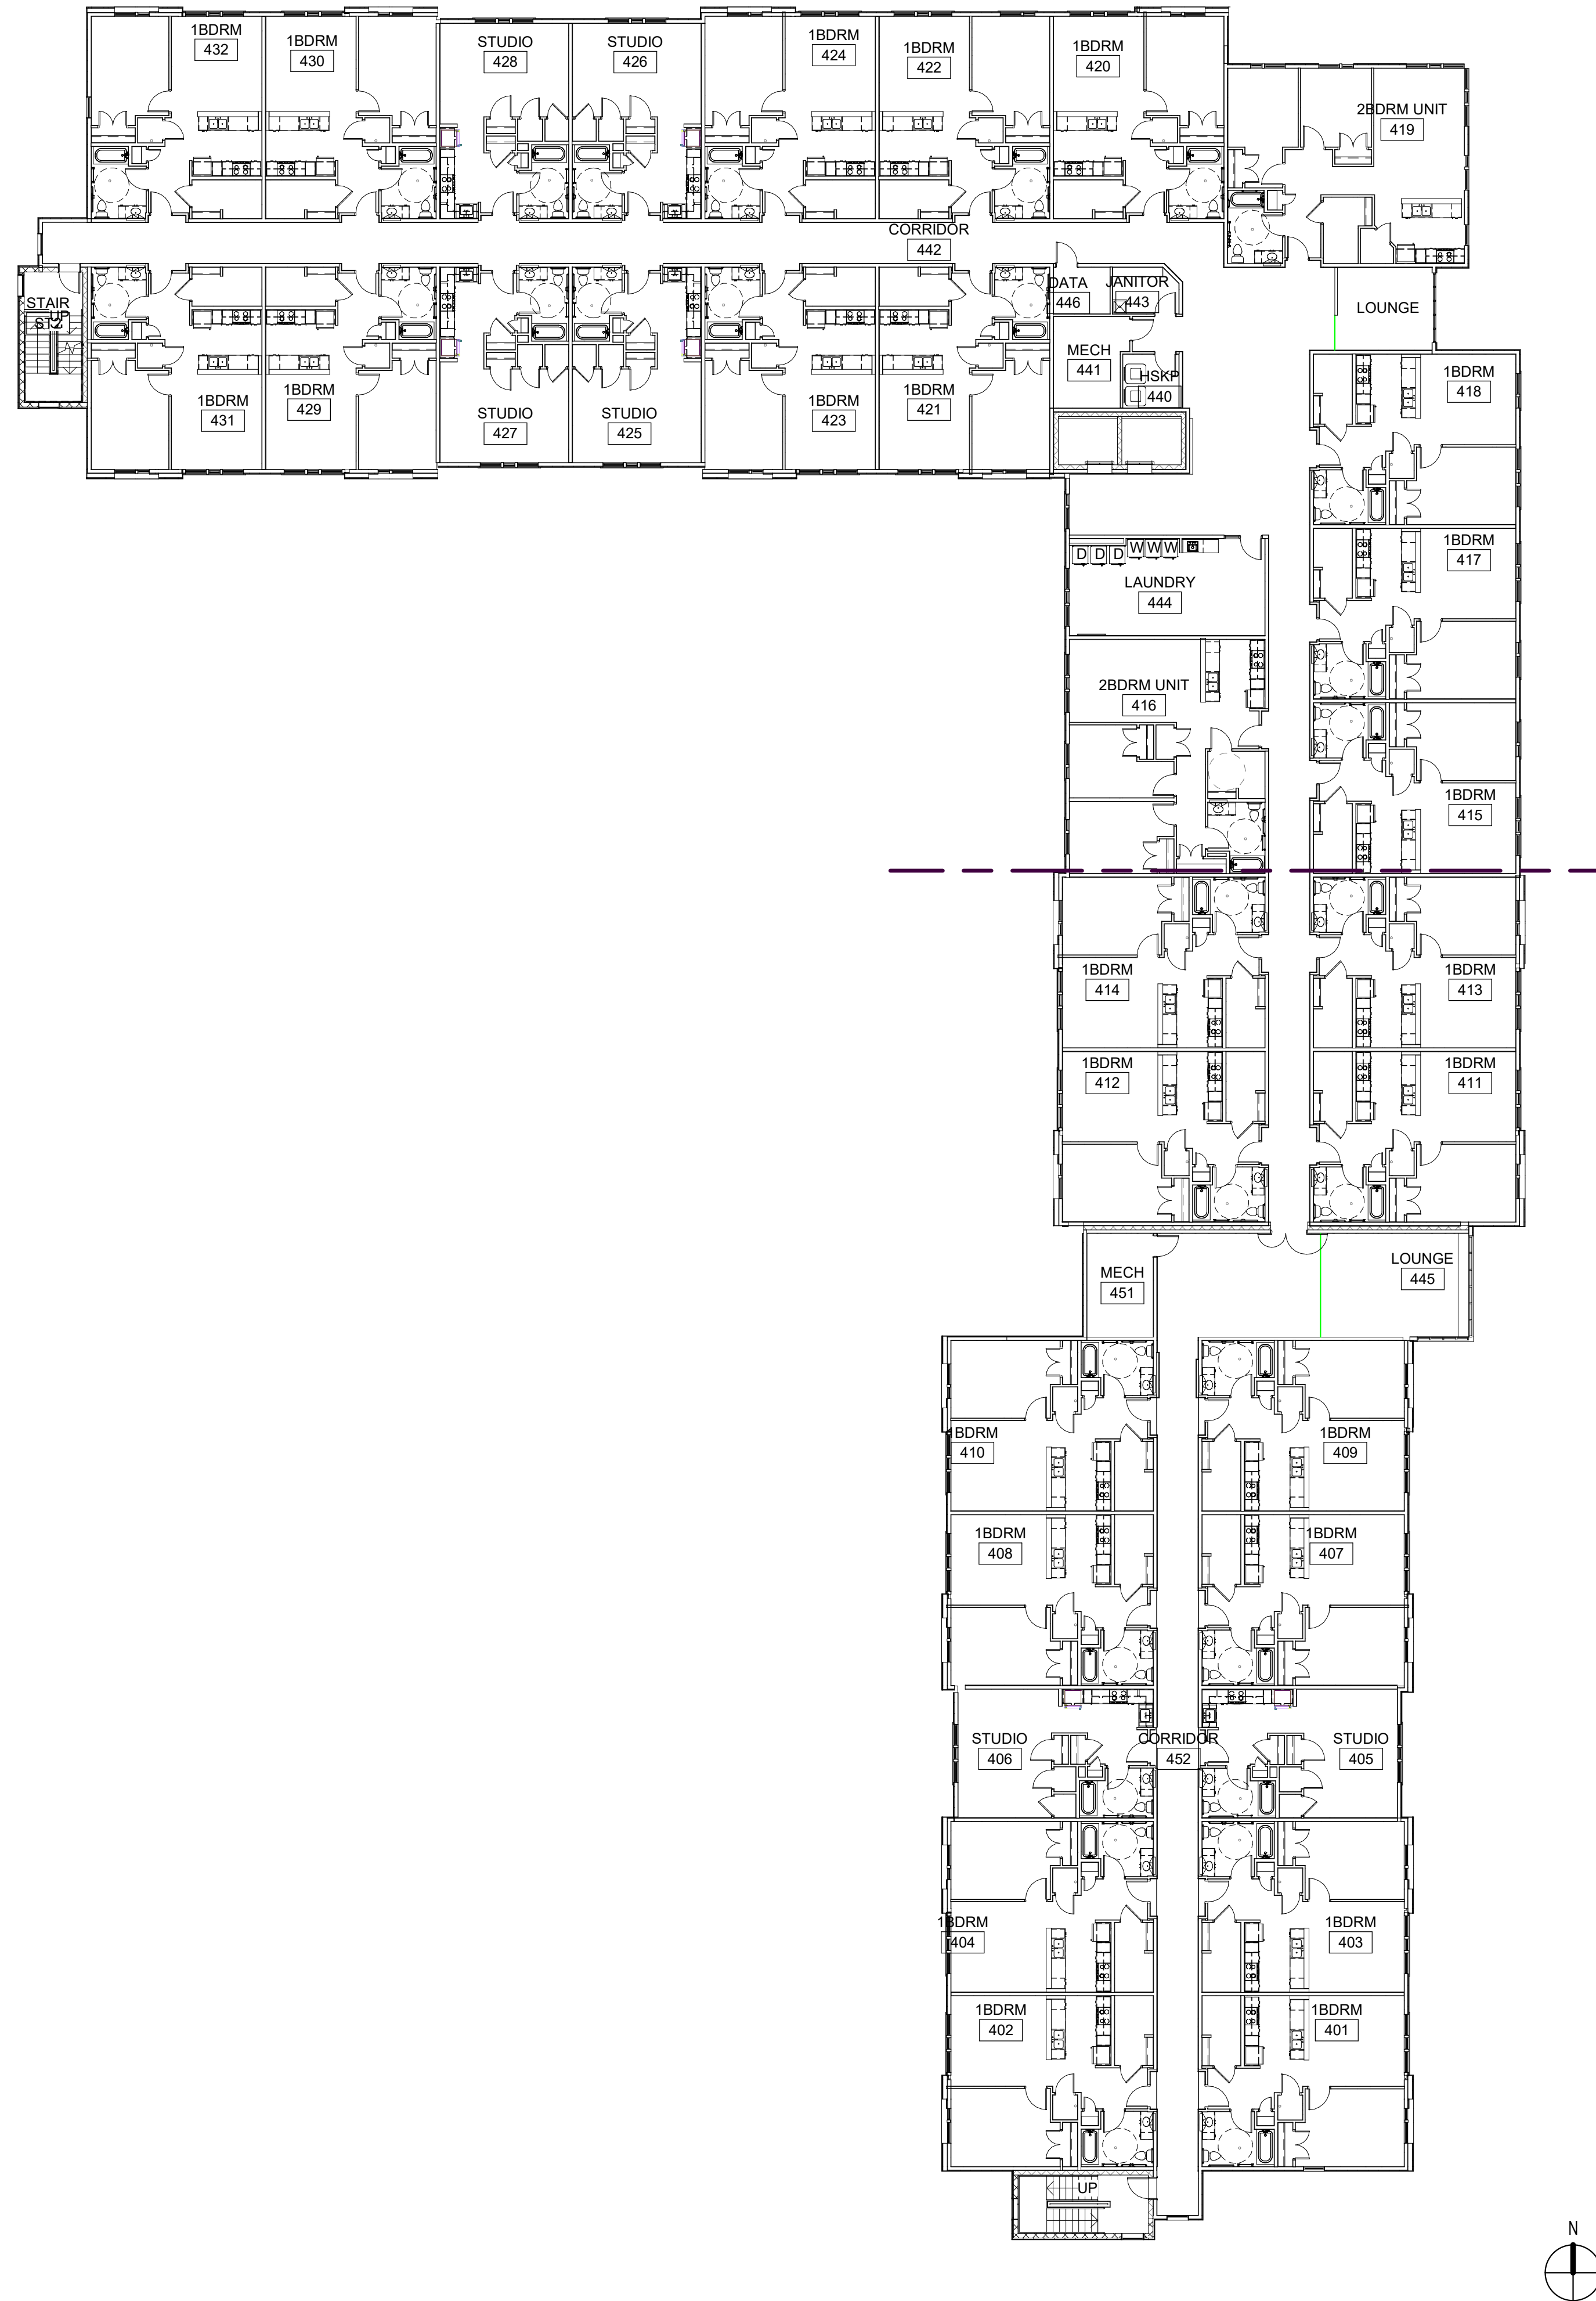 1BDRM
432
1BDRM
430
STUDIO
428
STUDIO
426
1BDRM
424
1BDRM
422
1BDRM
420
2BDRM UNIT
419
CORRIDOR
442
STAIR
ST2
UP
1BDRM
431
1BDRM
429
STUDIO
427
STUDIO
425
1BDRM
423
1BDRM
421
DATA
446
JANITOR
443
MECH
441
HSKP
440
LOUNGE
1BDRM
418
1BDRM
417
D D D W W W
LAUNDRY
444
2BDRM UNIT
416
1BDRM
415
1BDRM
414
1BDRM
413
1BDRM
412
1BDRM
411
MECH
451
LOUNGE
445
1BDRM
410
1BDRM
409
1BDRM
408
1BDRM
407
STUDIO
406
CORRIDOR
452
STUDIO
405
1BDRM
404
1BDRM
403
1BDRM
402
1BDRM
401
UP
N